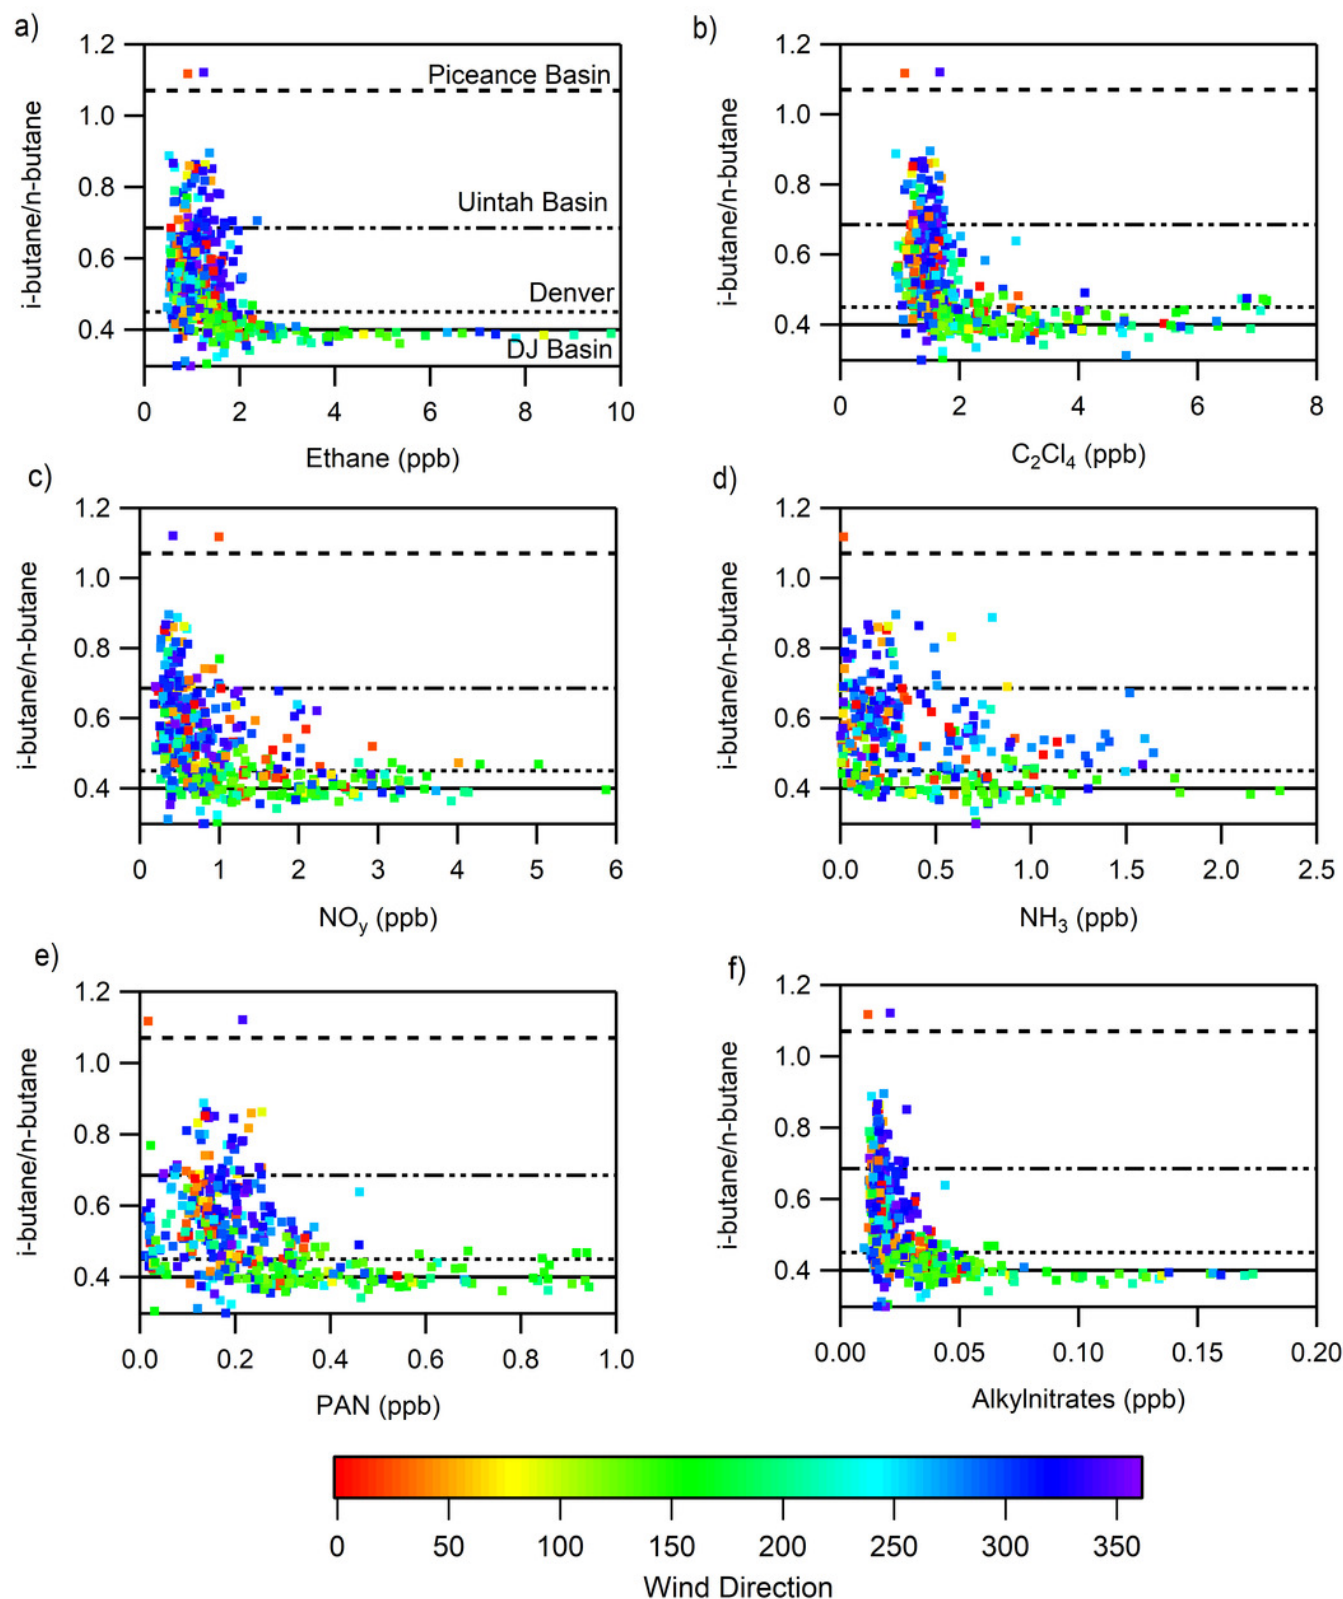 a)
1.2
1.0
0.8
0.6
0.4
i-butane/n-butane
Piceance Basin
Uintah Basin
Denver
DJ Basin
0 2 4 6 8 10
Ethane (ppb)
b)
1.2
1.0
0.8
0.6
0.4
i-butane/n-butane
0 2 4 6 8
C₂Cl₄ (ppb)
c)
1.2
1.0
0.8
0.6
0.4
i-butane/n-butane
0 1 2 3 4 5 6
NOᵧ (ppb)
d)
1.2
1.0
0.8
0.6
0.4
i-butane/n-butane
0.0 0.5 1.0 1.5 2.0 2.5
NH₃ (ppb)
e)
1.2
1.0
0.8
0.6
0.4
i-butane/n-butane
0.0 0.2 0.4 0.6 0.8 1.0
PAN (ppb)
f)
1.2
1.0
0.8
0.6
0.4
i-butane/n-butane
0.00 0.05 0.10 0.15 0.20
Alkylnitrates (ppb)
0 50 100 150 200 250 300 350
Wind Direction